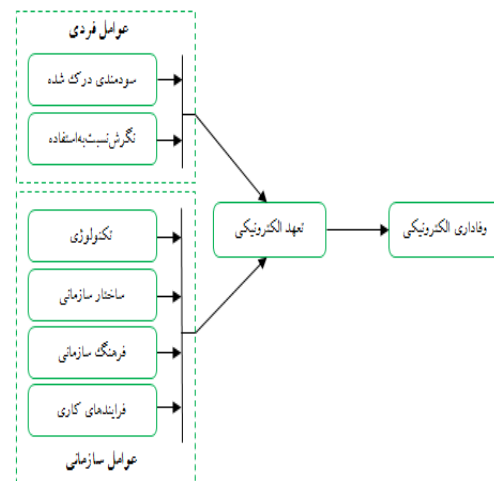 عوامل فردی
سودمندی درک شده
نگرش‌نسبت‌به‌استفاده
تکنولوژی
ساختار سازمانی
فرهنگ سازمانی
فرایندهای کاری
عوامل سازمانی
تعهد الکترونیکی
وفاداری الکترونیکی